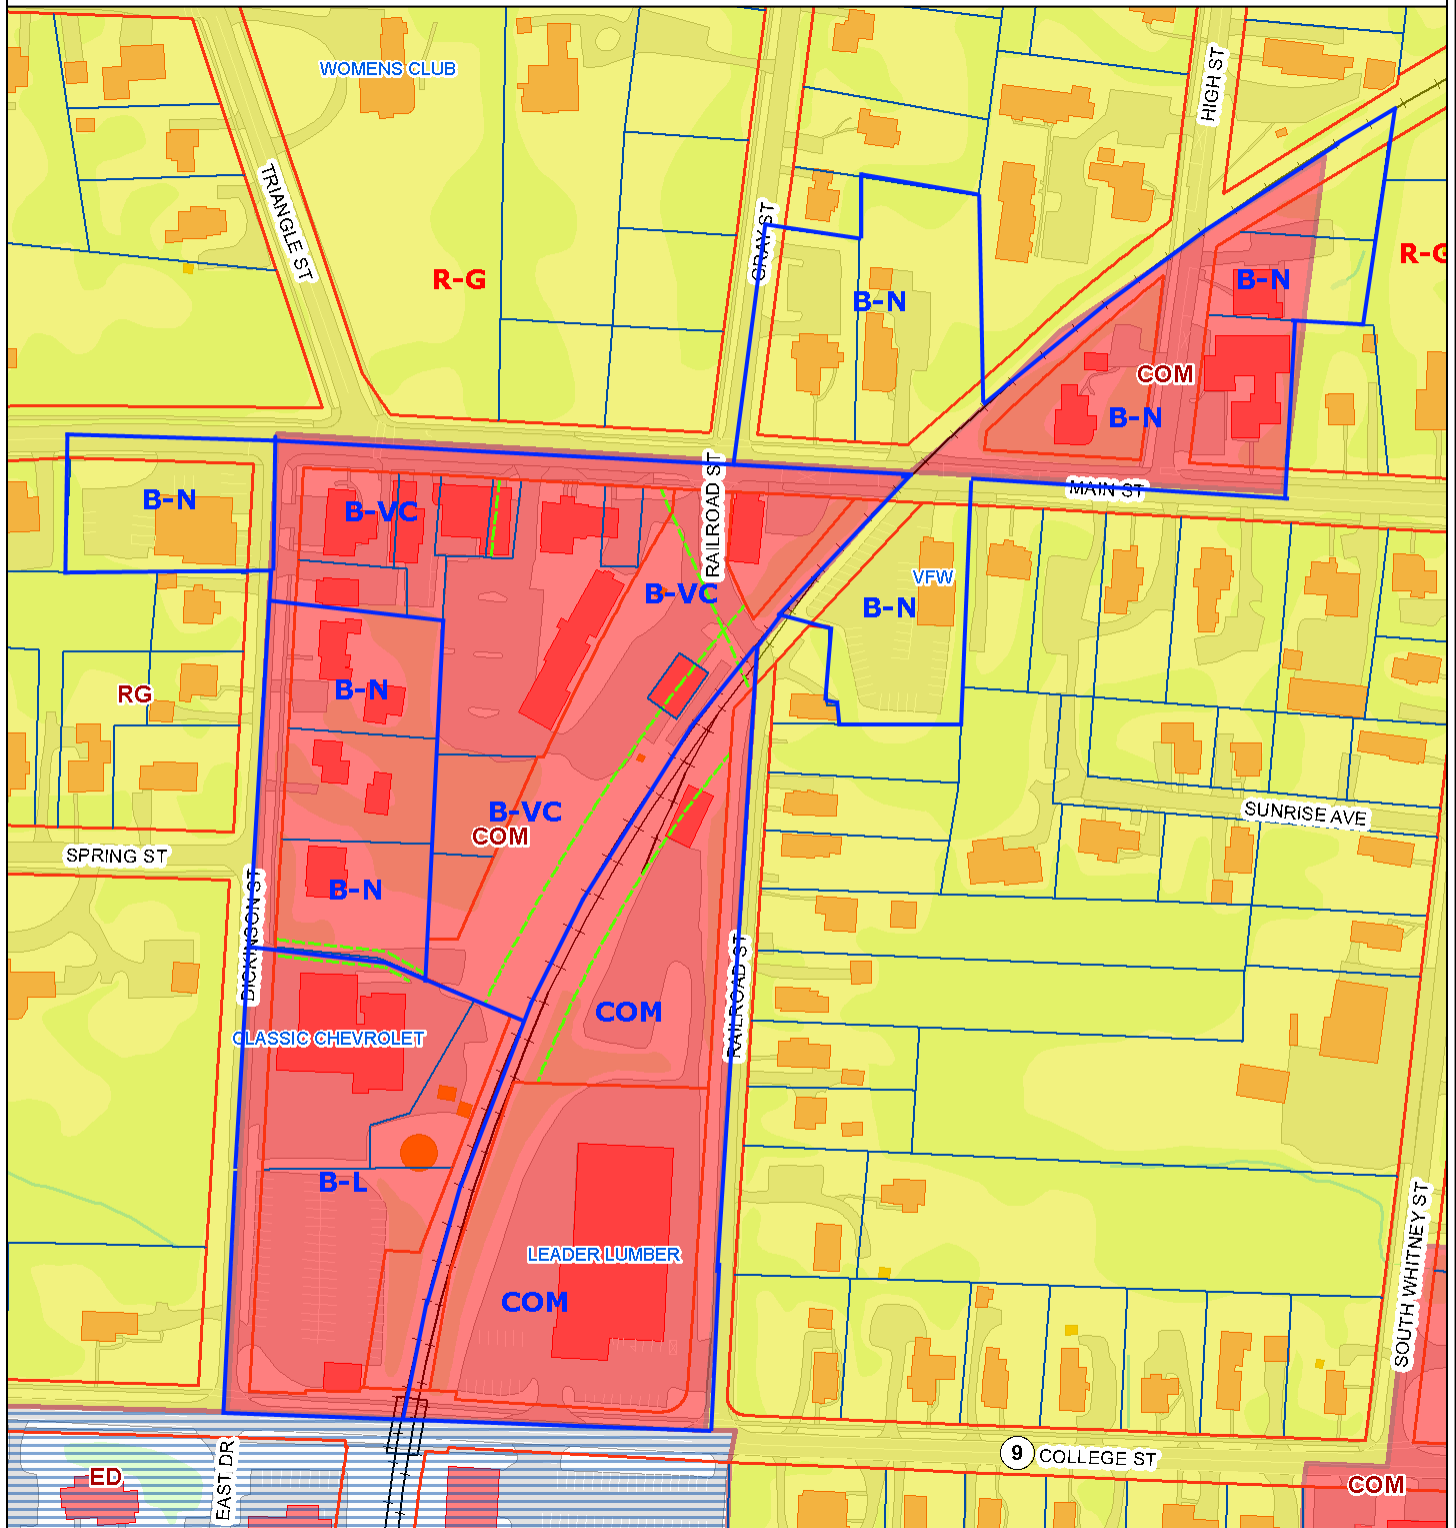 WOMENS CLUB
HIGH ST
TRIANGLE ST
GRAY ST
R-G
R-G
B-N
B-N
COM
B-N
B-N
B-VC
RAILROAD ST
MAIN ST
VFW
B-VC
B-N
B-N
RG
B-VC
COM
SUNRISE AVE
SPRING ST
B-N
DICKINSON ST
RAILROAD ST
COM
CLASSIC CHEVROLET
B-L
LEADER LUMBER
COM
SOUTH WHITNEY ST
9 COLLEGE ST
EAST DR
ED
COM